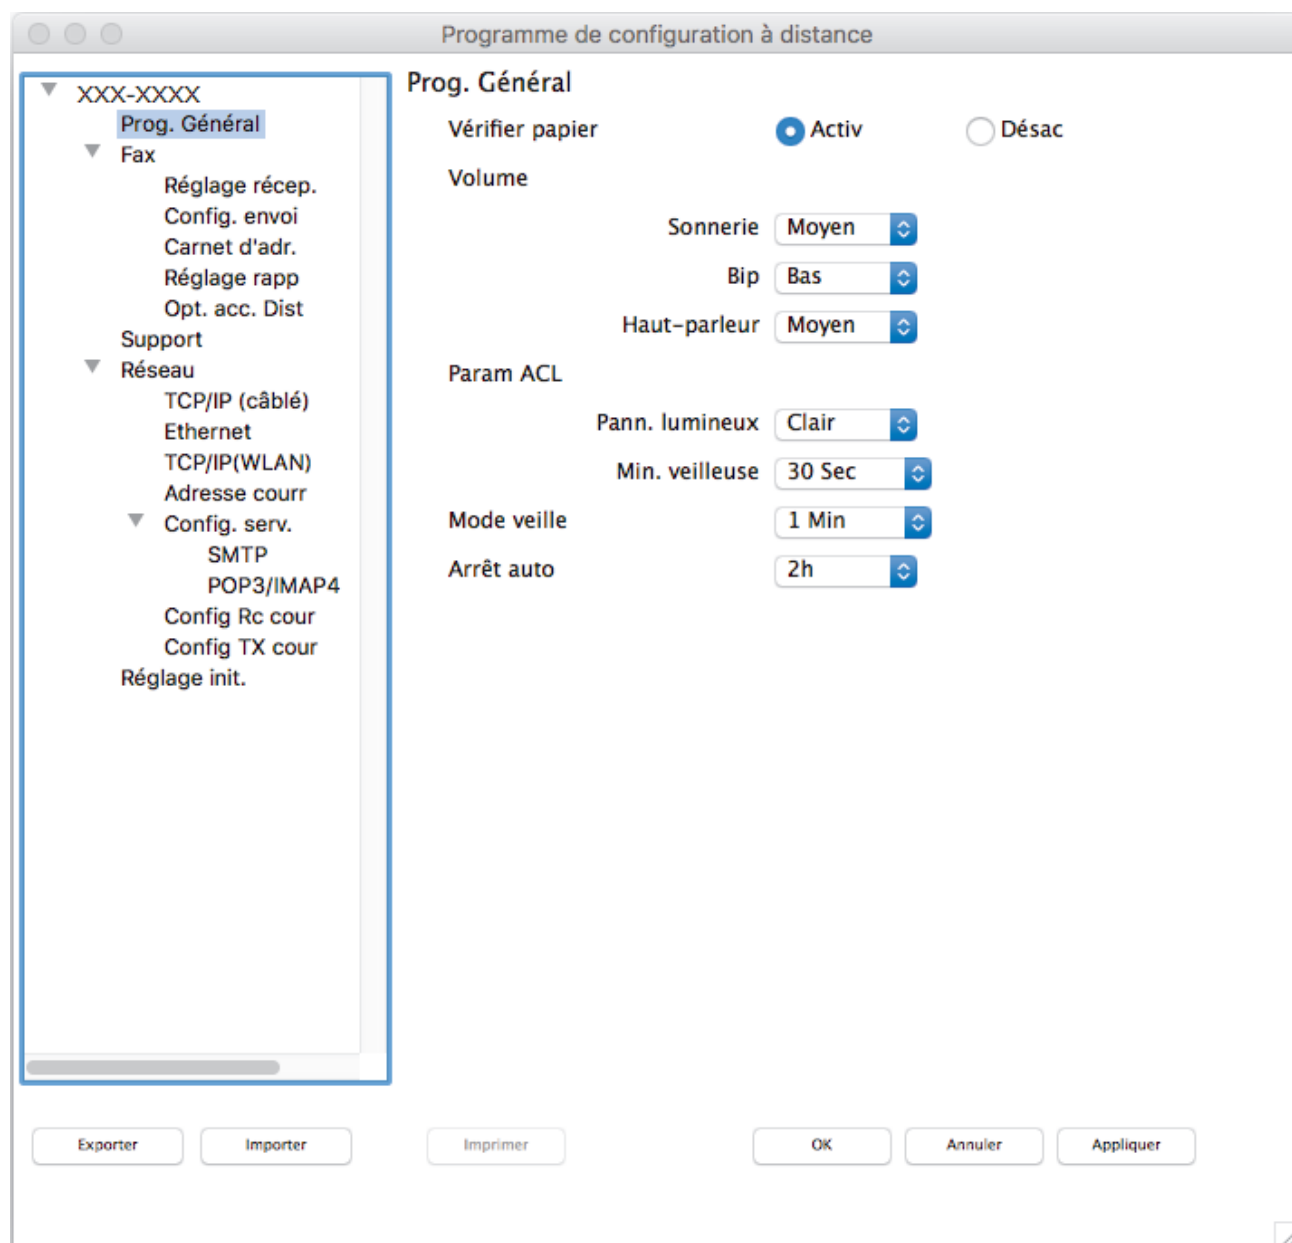 Programme de configuration à distance
XXX-XXXX
Prog. Général
Fax
Réglage récep.
Config. envoi
Carnet d'adr.
Réglage rapp
Opt. acc. Dist
Support
Réseau
TCP/IP (câblé)
Ethernet
TCP/IP(WLAN)
Adresse courr
Config. serv.
SMTP
POP3/IMAP4
Config Rc cour
Config TX cour
Réglage init.
Prog. Général
Vérifier papier Activ Désac
Volume
Sonnerie Moyen
Bip Bas
Haut-parleur Moyen
Param ACL
Pann. lumineux Clair
Min. veilleuse 30 Sec
Mode veille 1 Min
Arrêt auto 2h
Exporter Importer Imprimer OK Annuler Appliquer